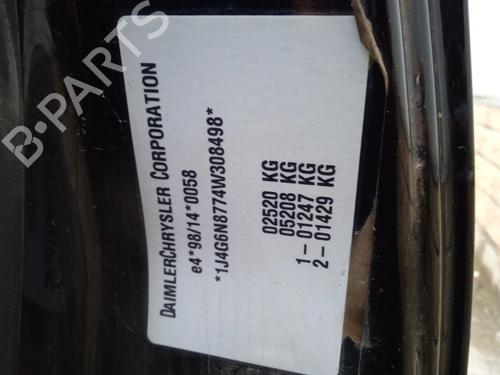 DAIMLERCHRYSLER CORPORATION
e4*98/14*0058
*1J4G6N8774W308498*
02520 KG
05208 KG
1-01247 KG
2-01429 KG
B-PARTS